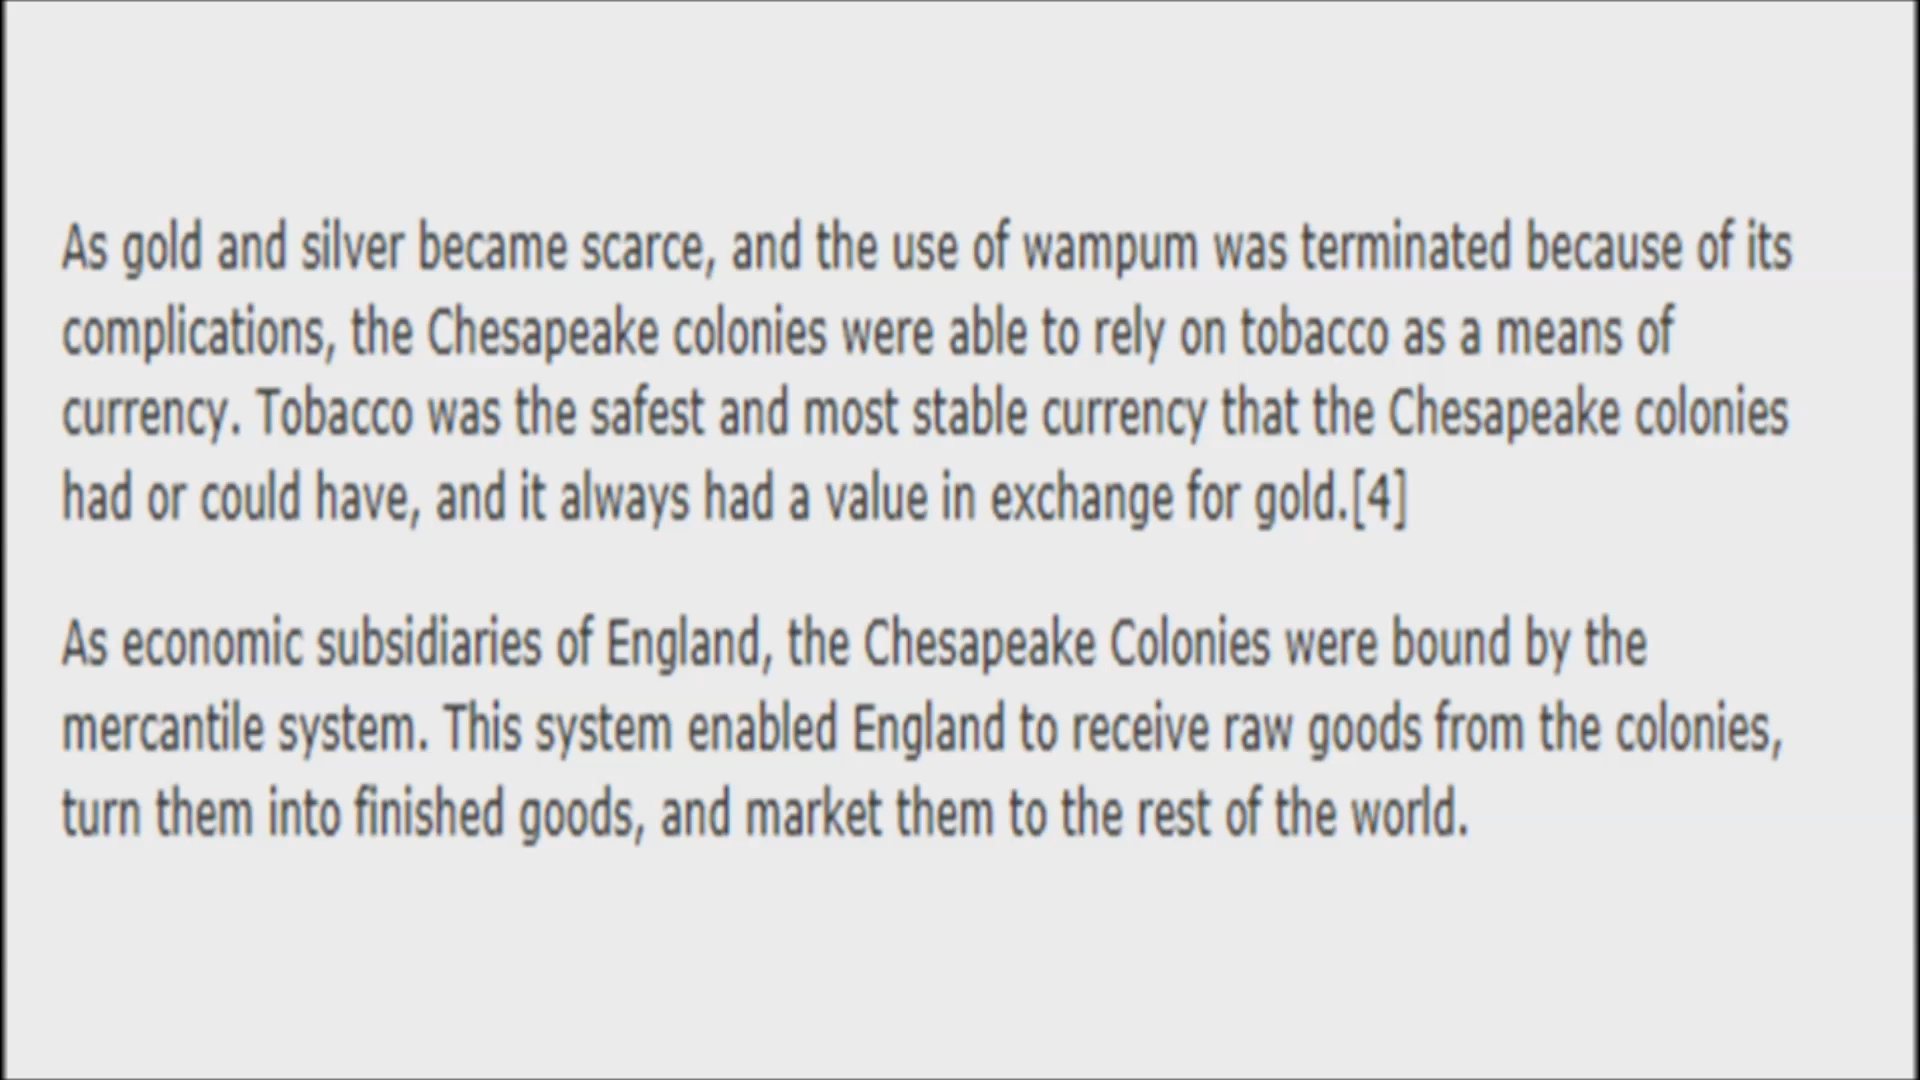 As gold and silver became scarce, and the use of wampum was terminated because of its
complications, the Chesapeake colonies were able to rely on tobacco as a means of
currency. Tobacco was the safest and most stable currency that the Chesapeake colonies
had or could have, and it always had a value in exchange for gold.[4]
As economic subsidiaries of England, the Chesapeake Colonies were bound by the
mercantile system. This system enabled England to receive raw goods from the colonies,
turn them into finished goods, and market them to the rest of the world.